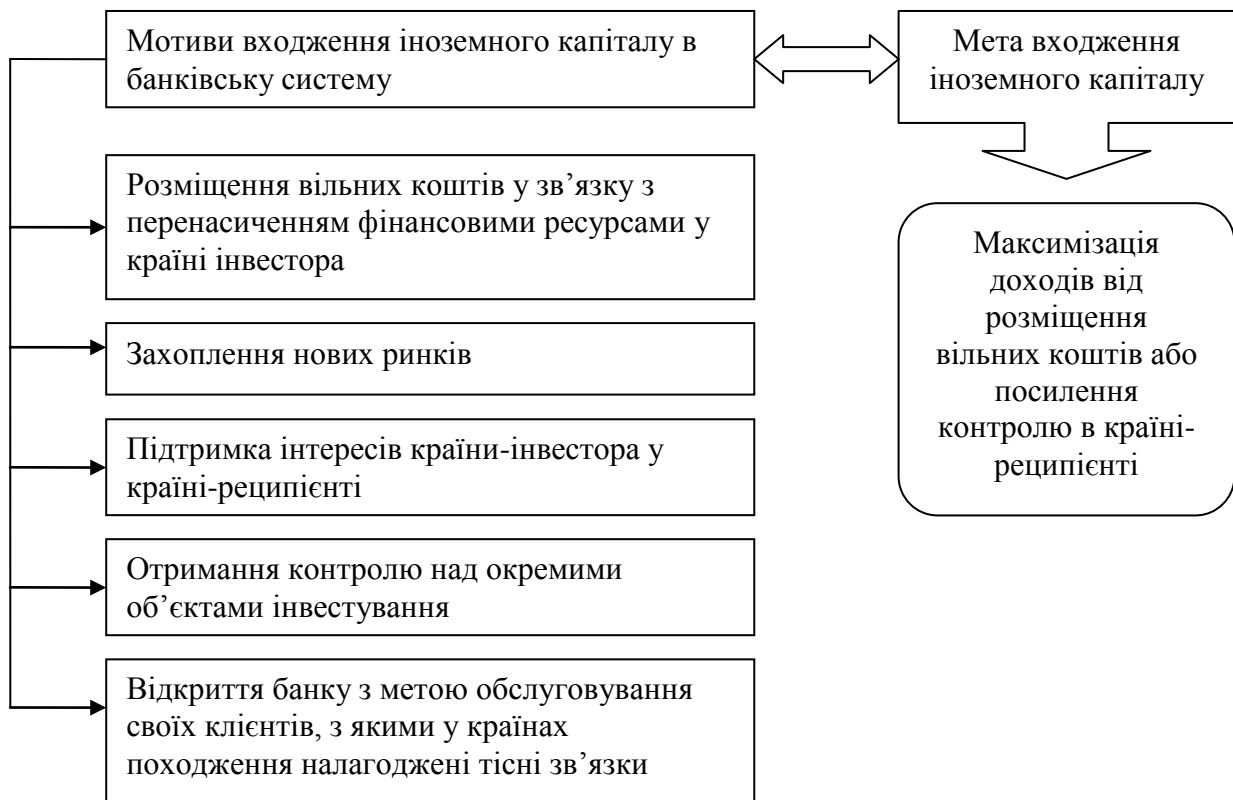 Мотиви входження іноземного капіталу в
банківську систему
Мета входження
іноземного капіталу
Розміщення вільних коштів у зв’язку з
перенасиченням фінансовими ресурсами у
країні інвестора
Захоплення нових ринків
Підтримка інтересів країни-інвестора у
країні-реципієнті
Отримання контролю над окремими
об’єктами інвестування
Відкриття банку з метою обслуговування
своїх клієнтів, з якими у країнах
походження налагоджені тісні зв’язки
Максимізація
доходів від
розміщення
вільних коштів або
посилення
контролю в країні-
реципієнті